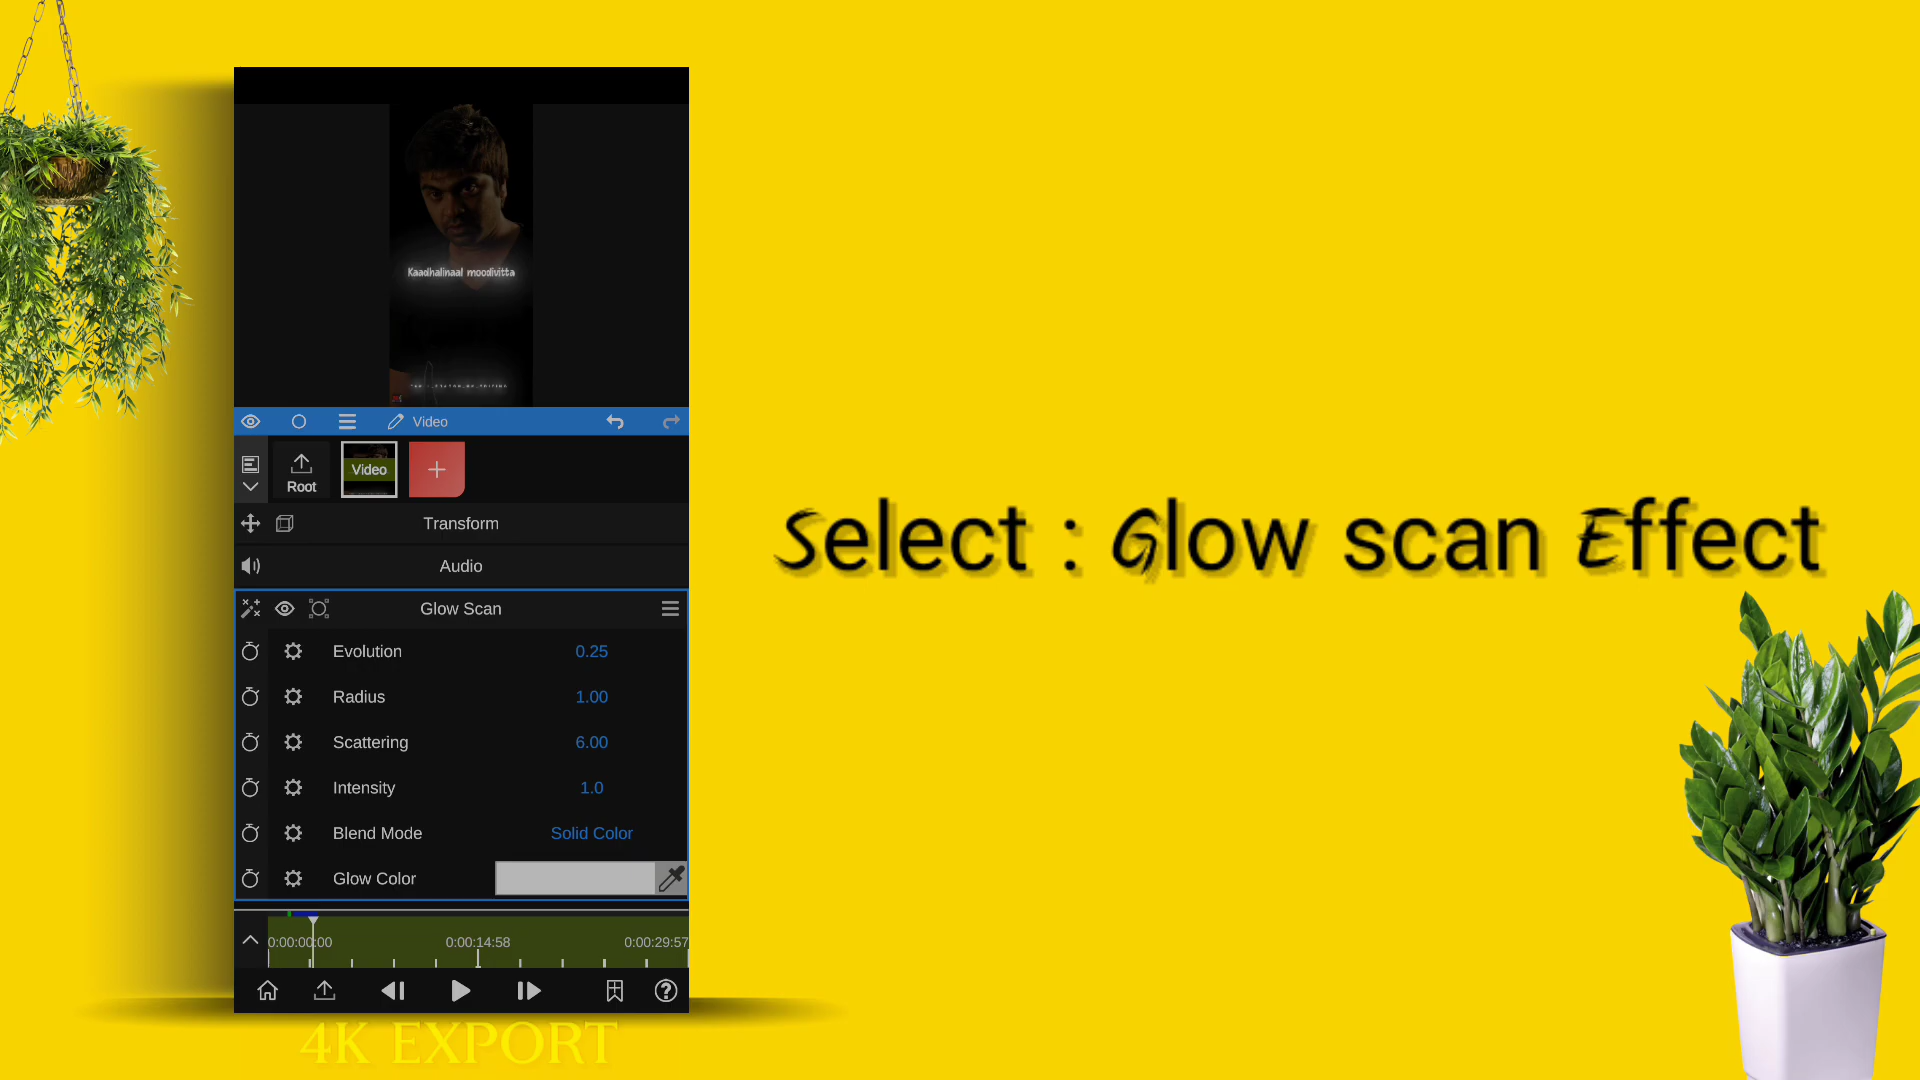 Kaadhalinaal moodivitta
Video
Root
Video
Transform
Audio
Glow Scan
Evolution 0.25
Radius 1.00
Scattering 6.00
Intensity 1.0
Blend Mode Solid Color
Glow Color
0:00:00:00 0:00:14:58 0:00:29:57
4K EXPORT
Select : Glow scan Effect